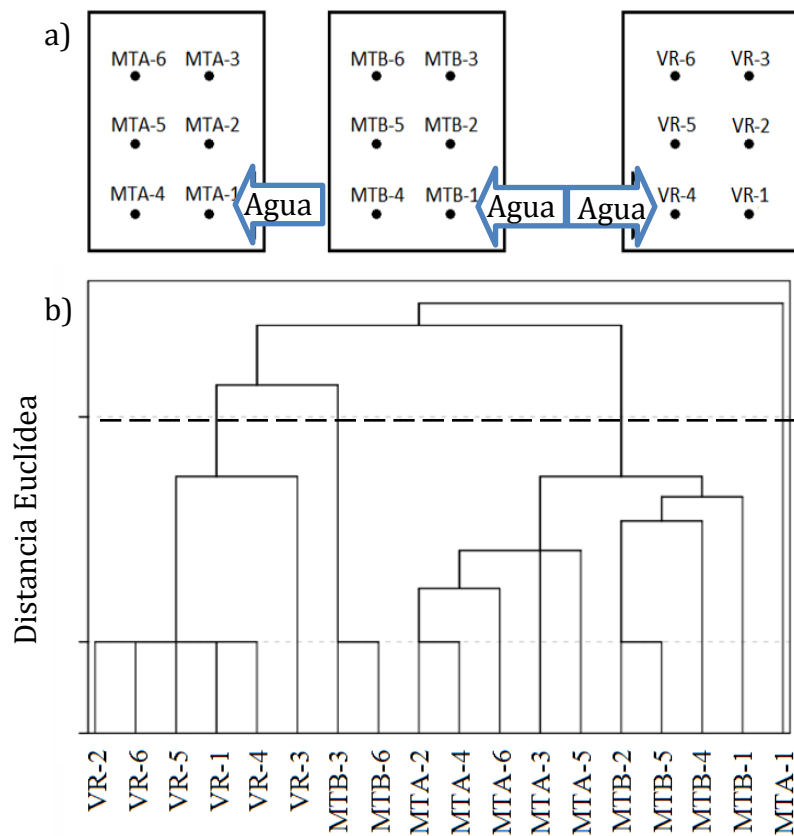 a)
MTA-6 MTA-3 MTB-6 MTB-3 VR-6 VR-3
MTA-5 MTA-2 MTB-5 MTB-2 VR-5 VR-2
MTA-4 MTA-1 MTB-4 MTB-1 VR-4 VR-1
Agua Agua Agua
b)
Distancia Euclídea
VR-2
VR-6
VR-5
VR-1
VR-4
VR-3
MTB-3
MTB-6
MTA-2
MTA-4
MTA-6
MTA-3
MTA-5
MTB-2
MTB-5
MTB-4
MTB-1
MTA-1